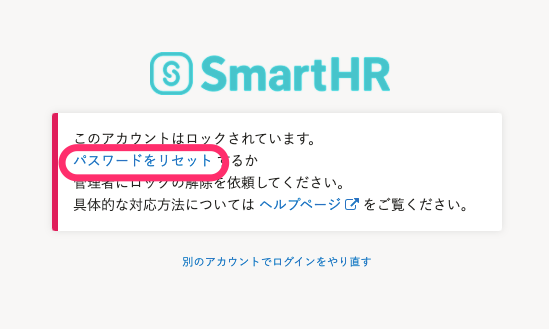 SmartHR
このアカウントはロックされています。
パスワードをリセットするか
管理者にロックの解除を依頼してください。
具体的な対応方法については ヘルプページ をご覧ください。
別のアカウントでログインをやり直す